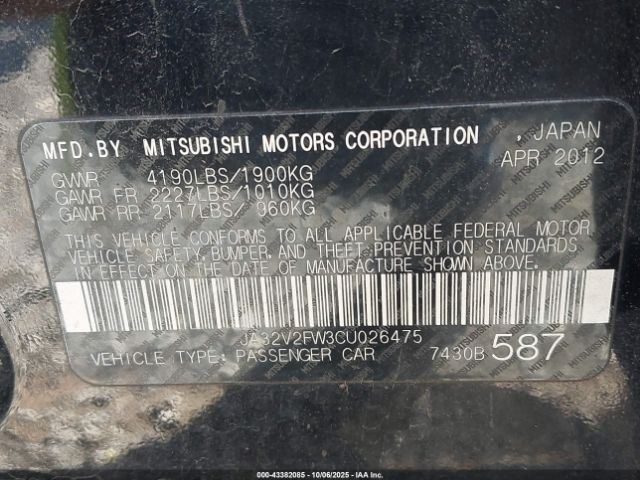 MFD. BY MITSUBISHI MOTORS CORPORATION , JAPAN
APR 2012
GVWR 4190LBS/1900KG
GAWR FR 2227LBS/1010KG
GAWR RR 2117LBS/ 960KG
THIS VEHICLE CONFORMS TO ALL APPLICABLE FEDERAL MOTOR
VEHICLE SAFETY, BUMPER, AND THEFT PREVENTION STANDARDS
IN EFFECT ON THE DATE OF MANUFACTURE SHOWN ABOVE.
JA32V2FW3CU026475
VEHICLE TYPE: PASSENGER CAR 7430B 587
000-43382085 - 10/06/2025 - IAAI.COM